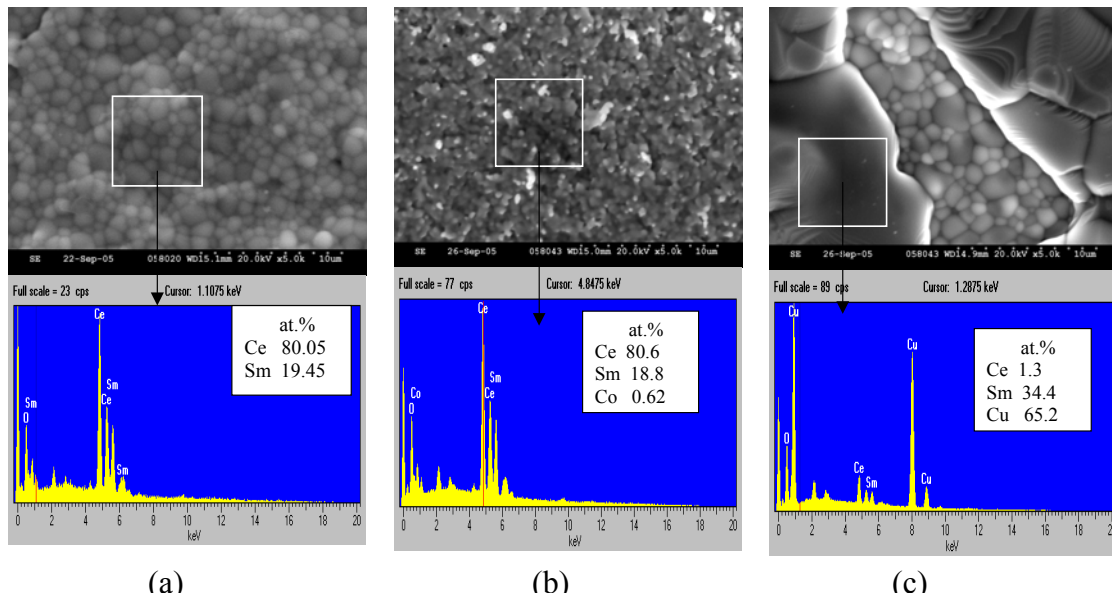 SE 22-Sep-05 058020 WD15.1mm 20.0kV x5.0k 10um
Full scale = 23 cps Cursor: 1.1075 keV
Ce
at.%
Ce 80.05
Sm 19.45
Sm
Sm
O
Ce
Sm
0 2 4 6 8 10 12 14 16 18 20
keV
(a)
SE 26-Sep-05 058043 WD15.0mm 20.0kV x5.0k 10um
Full scale = 77 cps Cursor: 4.8475 keV
Ce
at.%
Ce 80.6
Sm 18.8
Co 0.62
Co
O
Sm
Ce
0 2 4 6 8 10 12 14 16 18 20
keV
(b)
SE 26-Sep-05 058043 WD14.9mm 20.0kV x5.0k 10um
Full scale = 89 cps Cursor: 1.2875 keV
Cu
Cu
at.%
Ce 1.3
Sm 34.4
Cu 65.2
O
Ce
Sm
Cu
0 2 4 6 8 10 12 14 16 18 2
keV
(c)